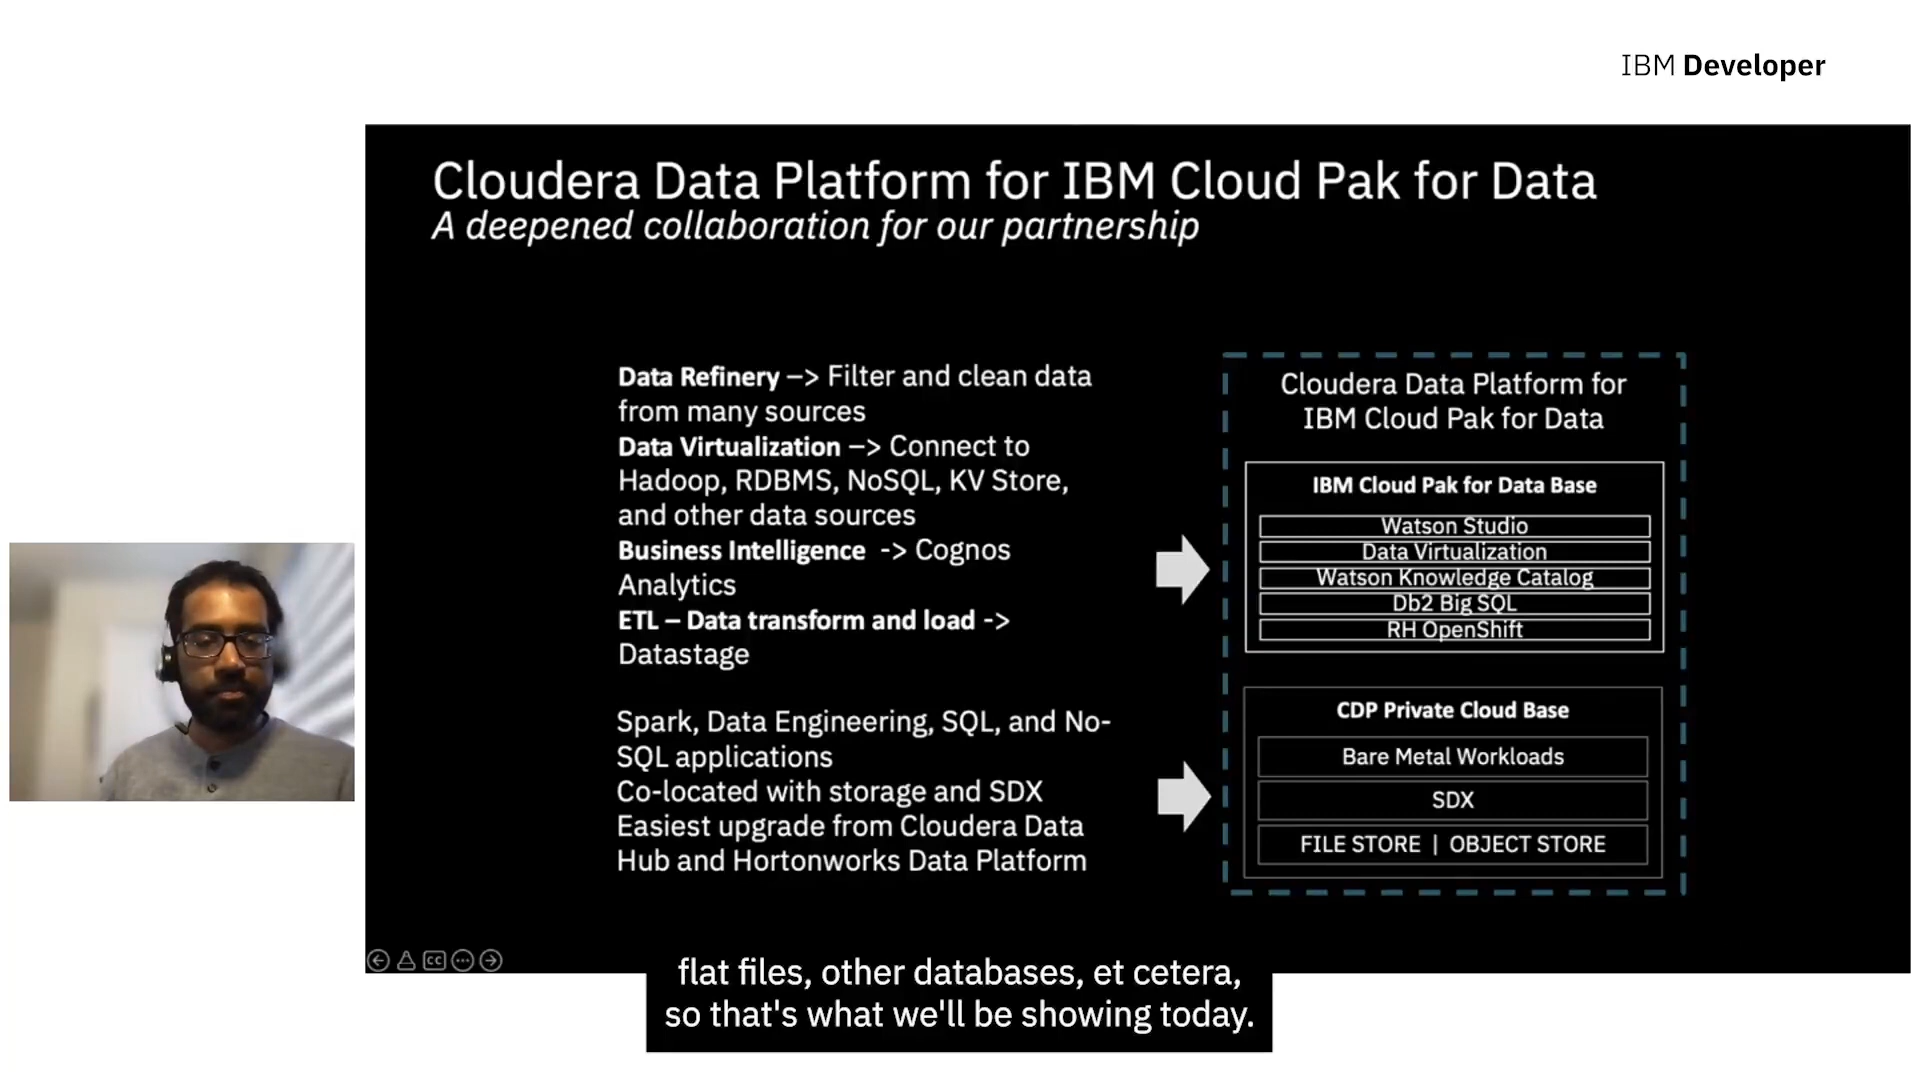 IBM Developer
Cloudera Data Platform for IBM Cloud Pak for Data
A deepened collaboration for our partnership
Data Refinery –> Filter and clean data
from many sources
Data Virtualization –> Connect to
Hadoop, RDBMS, NoSQL, KV Store,
and other data sources
Business Intelligence -> Cognos
Analytics
ETL – Data transform and load ->
Datastage
Spark, Data Engineering, SQL, and No-
SQL applications
Co-located with storage and SDX
Easiest upgrade from Cloudera Data
Hub and Hortonworks Data Platform
Cloudera Data Platform for
IBM Cloud Pak for Data
IBM Cloud Pak for Data Base
Watson Studio
Data Virtualization
Watson Knowledge Catalog
Db2 Big SQL
RH OpenShift
CDP Private Cloud Base
Bare Metal Workloads
SDX
FILE STORE | OBJECT STORE
CC
flat files, other databases, et cetera,
so that's what we'll be showing today.